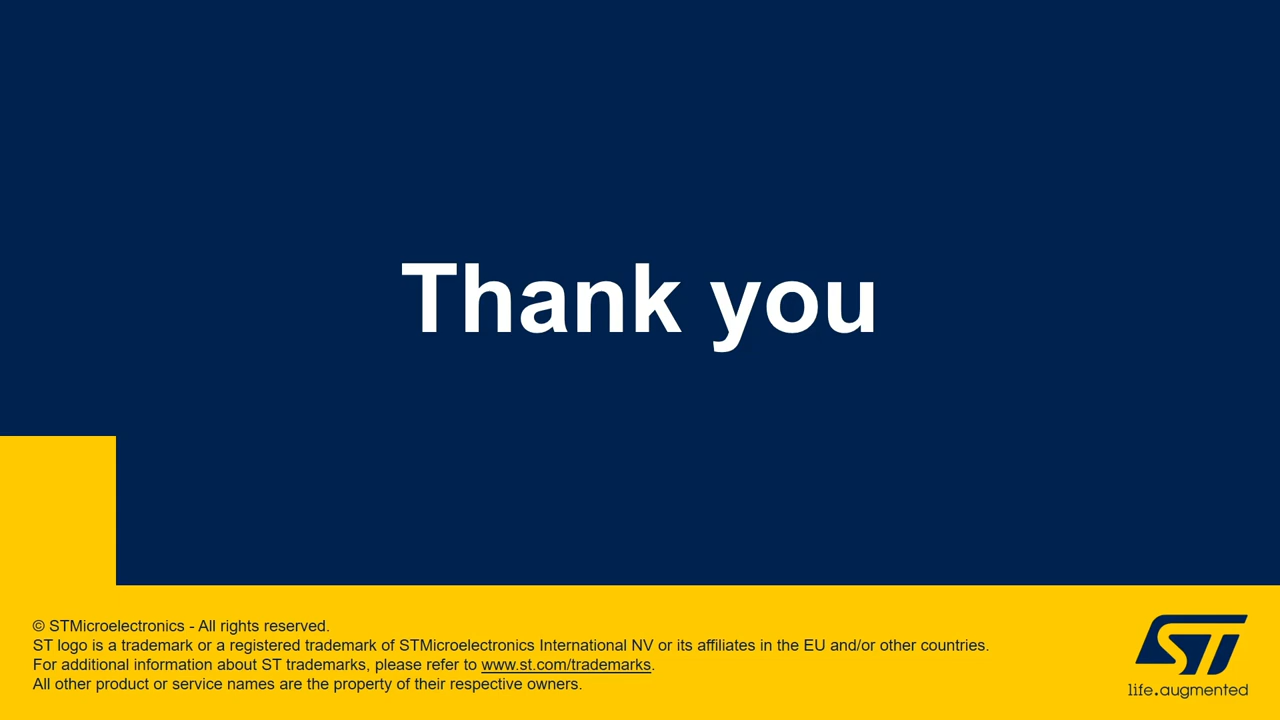 Thank you
© STMicroelectronics - All rights reserved.
ST logo is a trademark or a registered trademark of STMicroelectronics International NV or its affiliates in the EU and/or other countries.
For additional information about ST trademarks, please refer to www.st.com/trademarks.
All other product or service names are the property of their respective owners.
ST
life.augmented